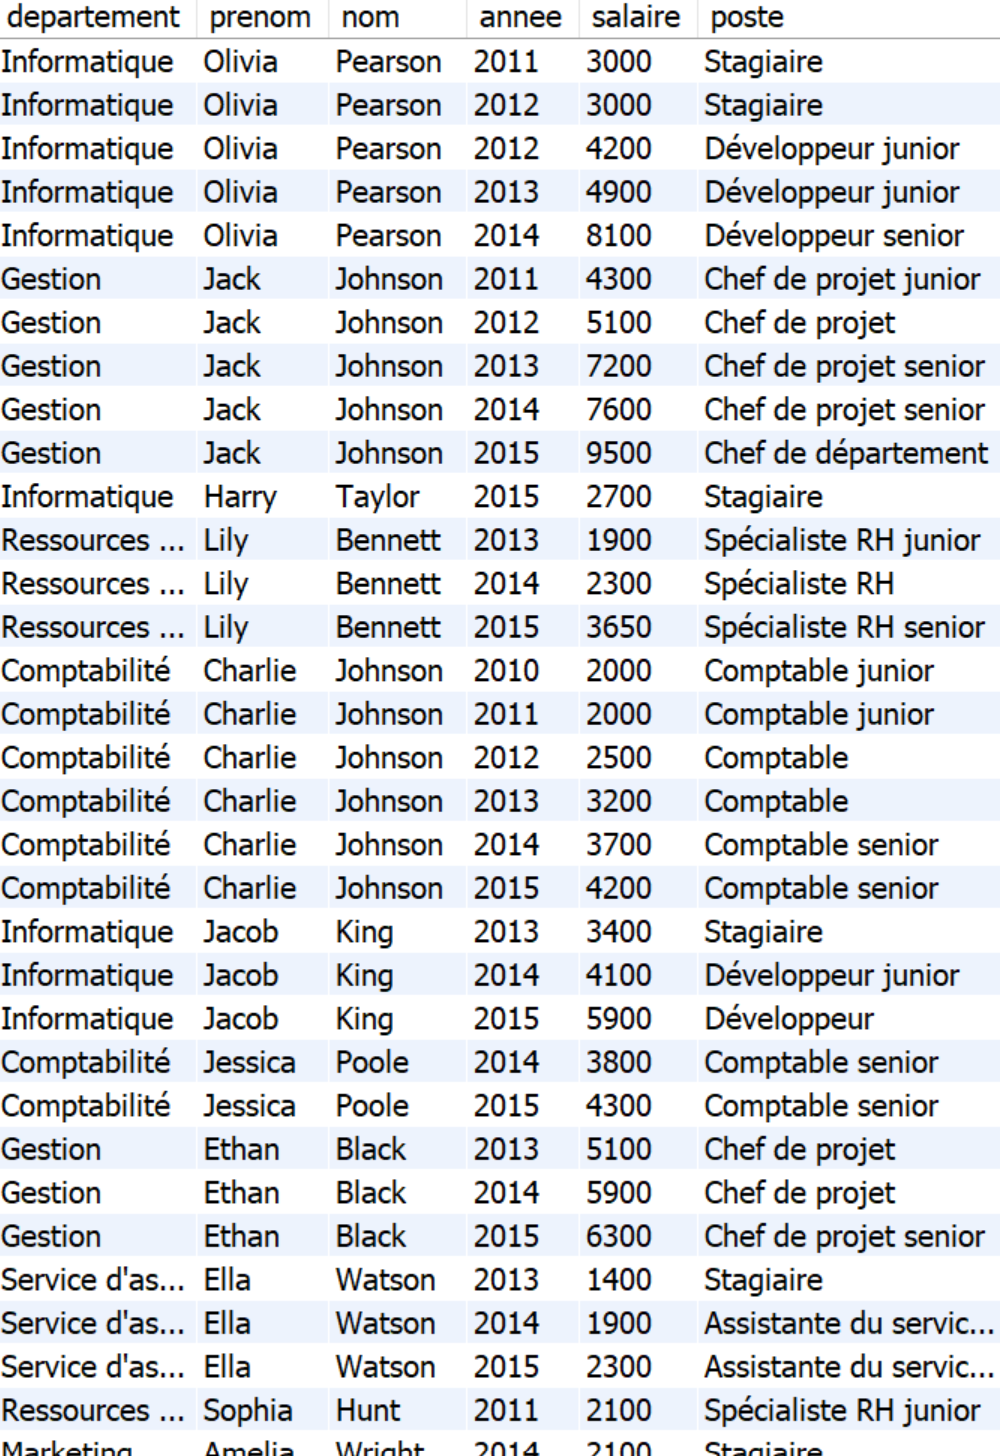 departement prenom nom annee salaire poste
Informatique Olivia Pearson 2011 3000 Stagiaire
Informatique Olivia Pearson 2012 3000 Stagiaire
Informatique Olivia Pearson 2012 4200 Développeur junior
Informatique Olivia Pearson 2013 4900 Développeur junior
Informatique Olivia Pearson 2014 8100 Développeur senior
Gestion Jack Johnson 2011 4300 Chef de projet junior
Gestion Jack Johnson 2012 5100 Chef de projet
Gestion Jack Johnson 2013 7200 Chef de projet senior
Gestion Jack Johnson 2014 7600 Chef de projet senior
Gestion Jack Johnson 2015 9500 Chef de département
Informatique Harry Taylor 2015 2700 Stagiaire
Ressources ... Lily Bennett 2013 1900 Spécialiste RH junior
Ressources ... Lily Bennett 2014 2300 Spécialiste RH
Ressources ... Lily Bennett 2015 3650 Spécialiste RH senior
Comptabilité Charlie Johnson 2010 2000 Comptable junior
Comptabilité Charlie Johnson 2011 2000 Comptable junior
Comptabilité Charlie Johnson 2012 2500 Comptable
Comptabilité Charlie Johnson 2013 3200 Comptable
Comptabilité Charlie Johnson 2014 3700 Comptable senior
Comptabilité Charlie Johnson 2015 4200 Comptable senior
Informatique Jacob King 2013 3400 Stagiaire
Informatique Jacob King 2014 4100 Développeur junior
Informatique Jacob King 2015 5900 Développeur
Comptabilité Jessica Poole 2014 3800 Comptable senior
Comptabilité Jessica Poole 2015 4300 Comptable senior
Gestion Ethan Black 2013 5100 Chef de projet
Gestion Ethan Black 2014 5900 Chef de projet
Gestion Ethan Black 2015 6300 Chef de projet senior
Service d'as... Ella Watson 2013 1400 Stagiaire
Service d'as... Ella Watson 2014 1900 Assistante du servic...
Service d'as... Ella Watson 2015 2300 Assistante du servic...
Ressources ... Sophia Hunt 2011 2100 Spécialiste RH junior
Marketing Amelia Wright 2014 2100 Stagiaire